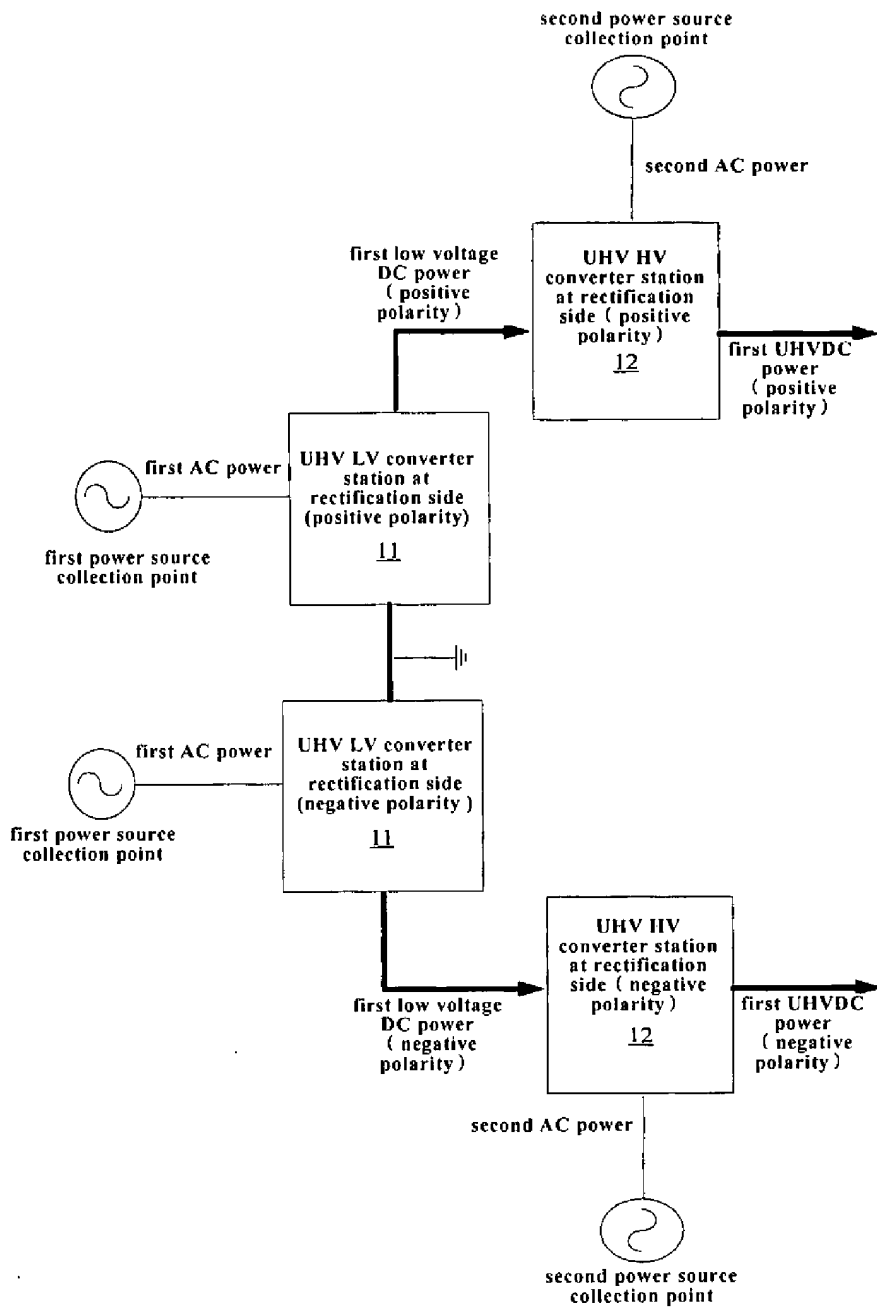 second power source
collection point
second AC power
first low voltage
DC power
( positive
polarity )
UHV HV
converter station
at rectification
side ( positive
polarity )
12
first UHVDC
power
( positive
polarity )
first AC power
first power source
collection point
UHV LV converter
station at
rectification side
(positive polarity)
11
first AC power
first power source
collection point
UHV LV converter
station at
rectification side
(negative polarity )
11
first low voltage
DC power
( negative
polarity )
UHV HV
converter station
at rectification
side ( negative
polarity )
12
first UHVDC
power
( negative
polarity )
second AC power
second power source
collection point